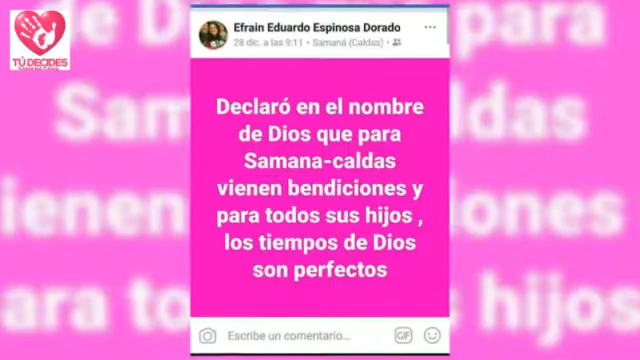 Efrain Eduardo Espinosa Dorado
28 dic. a las 9:11 • Samaná (Caldas) •
Declaró en el nombre
de Dios que para
Samana-caldas
vienen bendiciones y
para todos sus hijos ,
los tiempos de Dios
son perfectos
Escribe un comentario...
GIF
TÚ DECIDES
SAMANA GANA